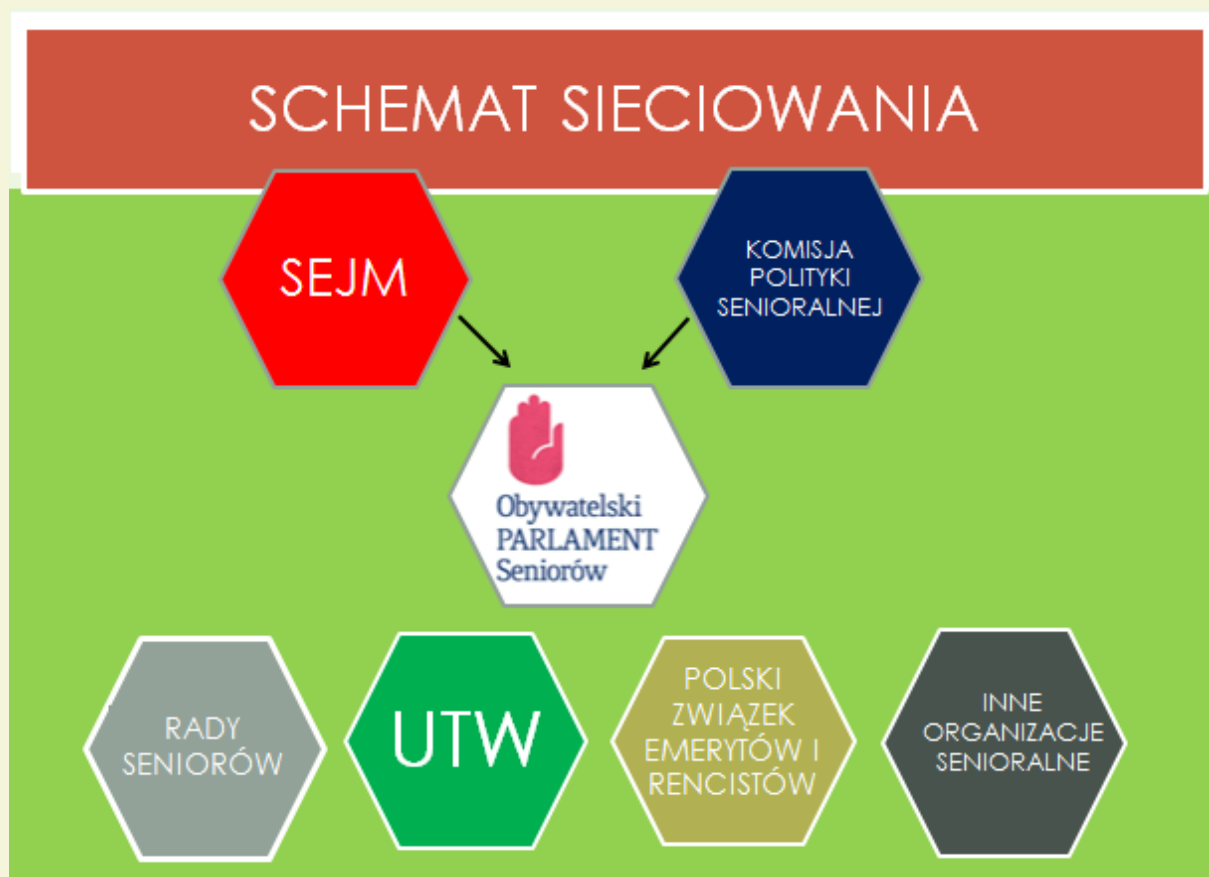 SCHEMAT SIECIOWANIA
SEJM
KOMISJA
POLITYKI
SENIORALNEJ
Obywatelski
PARLAMENT
Seniorów
RADY
SENIORÓW
UTW
POLSKI
ZWIĄZEK
EMERYTÓW I
RENCISTÓW
INNE
ORGANIZACJE
SENIORALNE